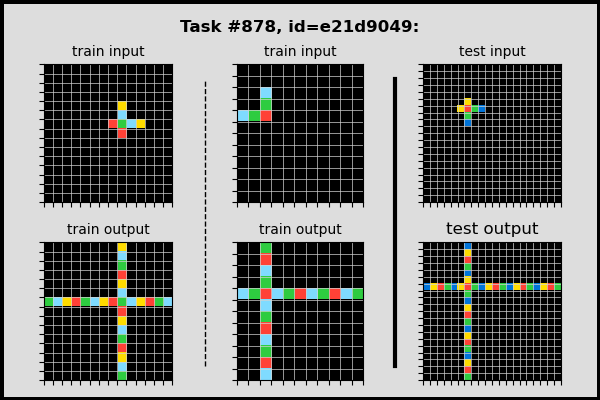 Task #878, id=e21d9049:
train input
train input
test input
train output
train output
test output